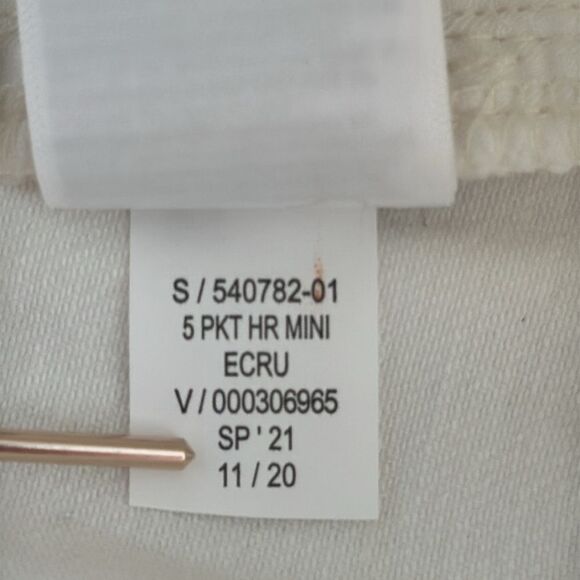 S / 540782-01
5 PKT HR MINI
ECRU
V / 000306965
SP ' 21
11 / 20